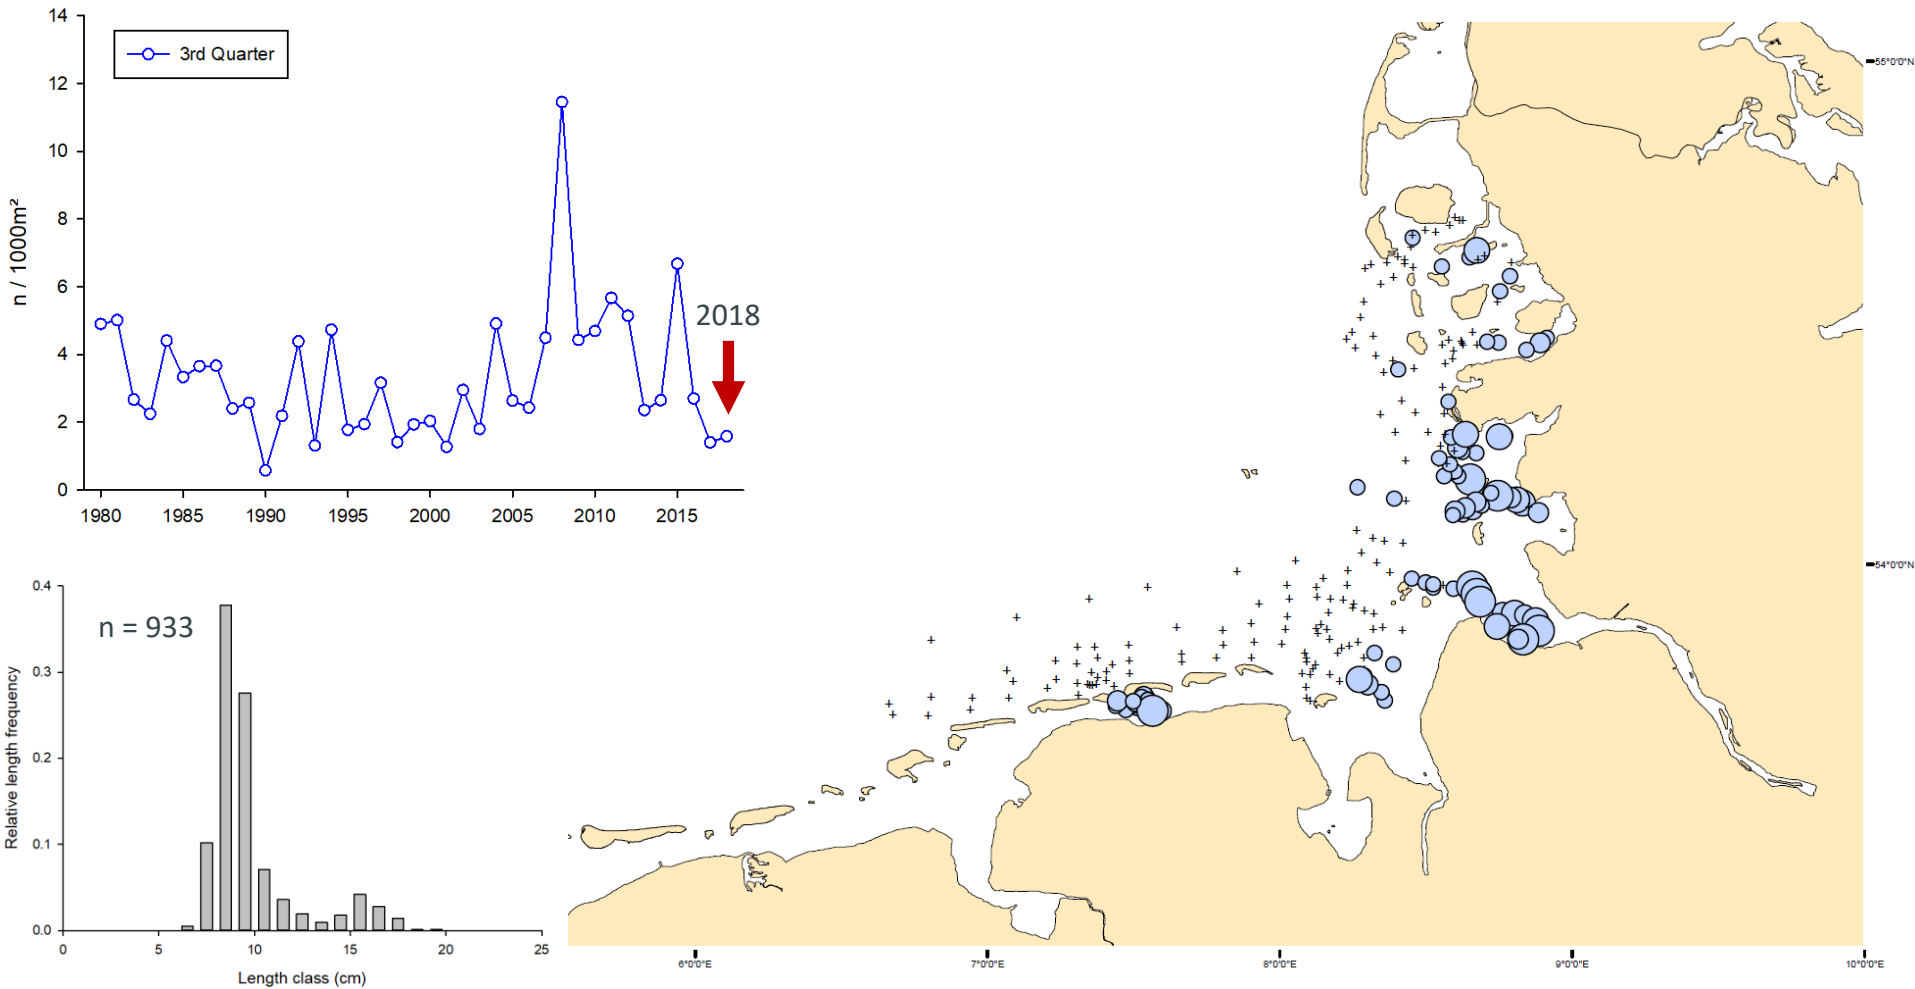 14
3rd Quarter
12
10
8
6
4
2
0
n / 1000m²
2018
1980 1985 1990 1995 2000 2005 2010 2015
0.4
0.3
0.2
0.1
0.0
Relative length frequency
n = 933
0 5 10 15 20 25
Length class (cm)
55°0'0"N
54°0'0"N
6°0'0"E 7°0'0"E 8°0'0"E 9°0'0"E 10°0'0"E